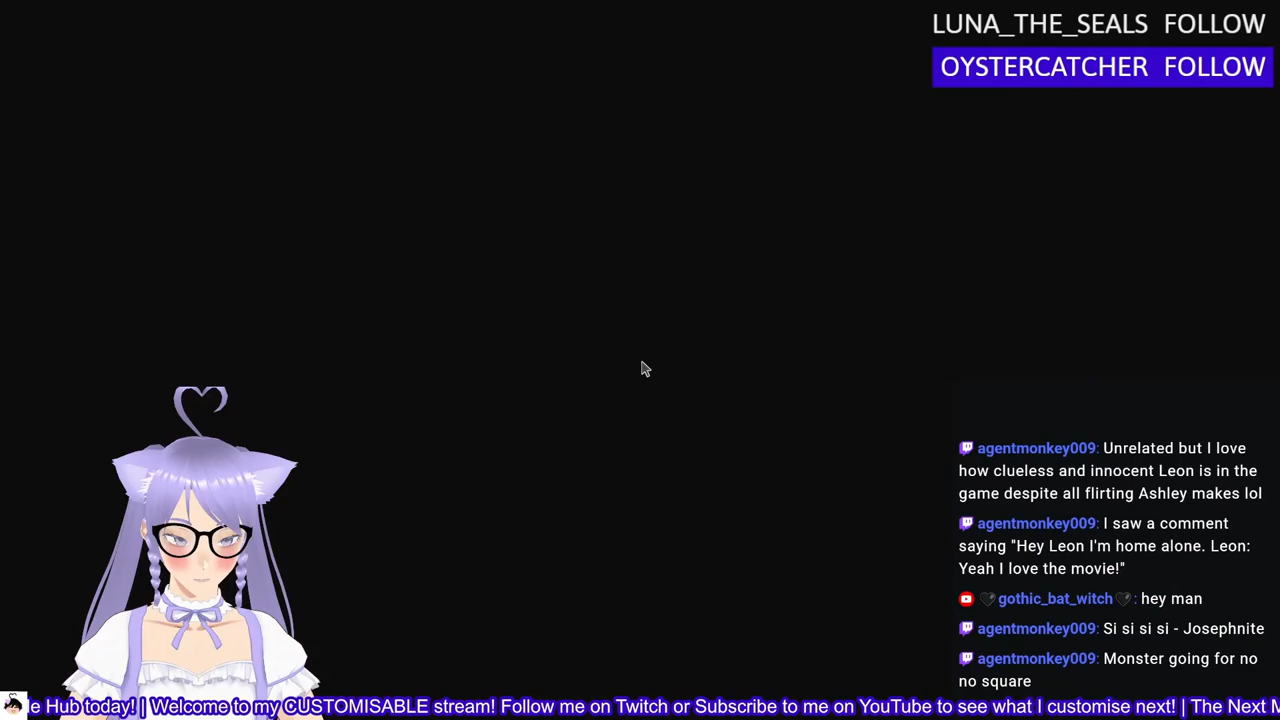 LUNA_THE_SEALS FOLLOW
OYSTERCATCHER FOLLOW
agentmonkey009: Unrelated but I love
how clueless and innocent Leon is in the
game despite all flirting Ashley makes lol
agentmonkey009: I saw a comment
saying "Hey Leon I'm home alone. Leon:
Yeah I love the movie!"
🖤gothic_bat_witch🖤: hey man
agentmonkey009: Si si si si - Josephnite
agentmonkey009: Monster going for no
no square
le Hub today! | Welcome to my CUSTOMISABLE stream! Follow me on Twitch or Subscribe to me on YouTube to see what I customise next! | The Next M